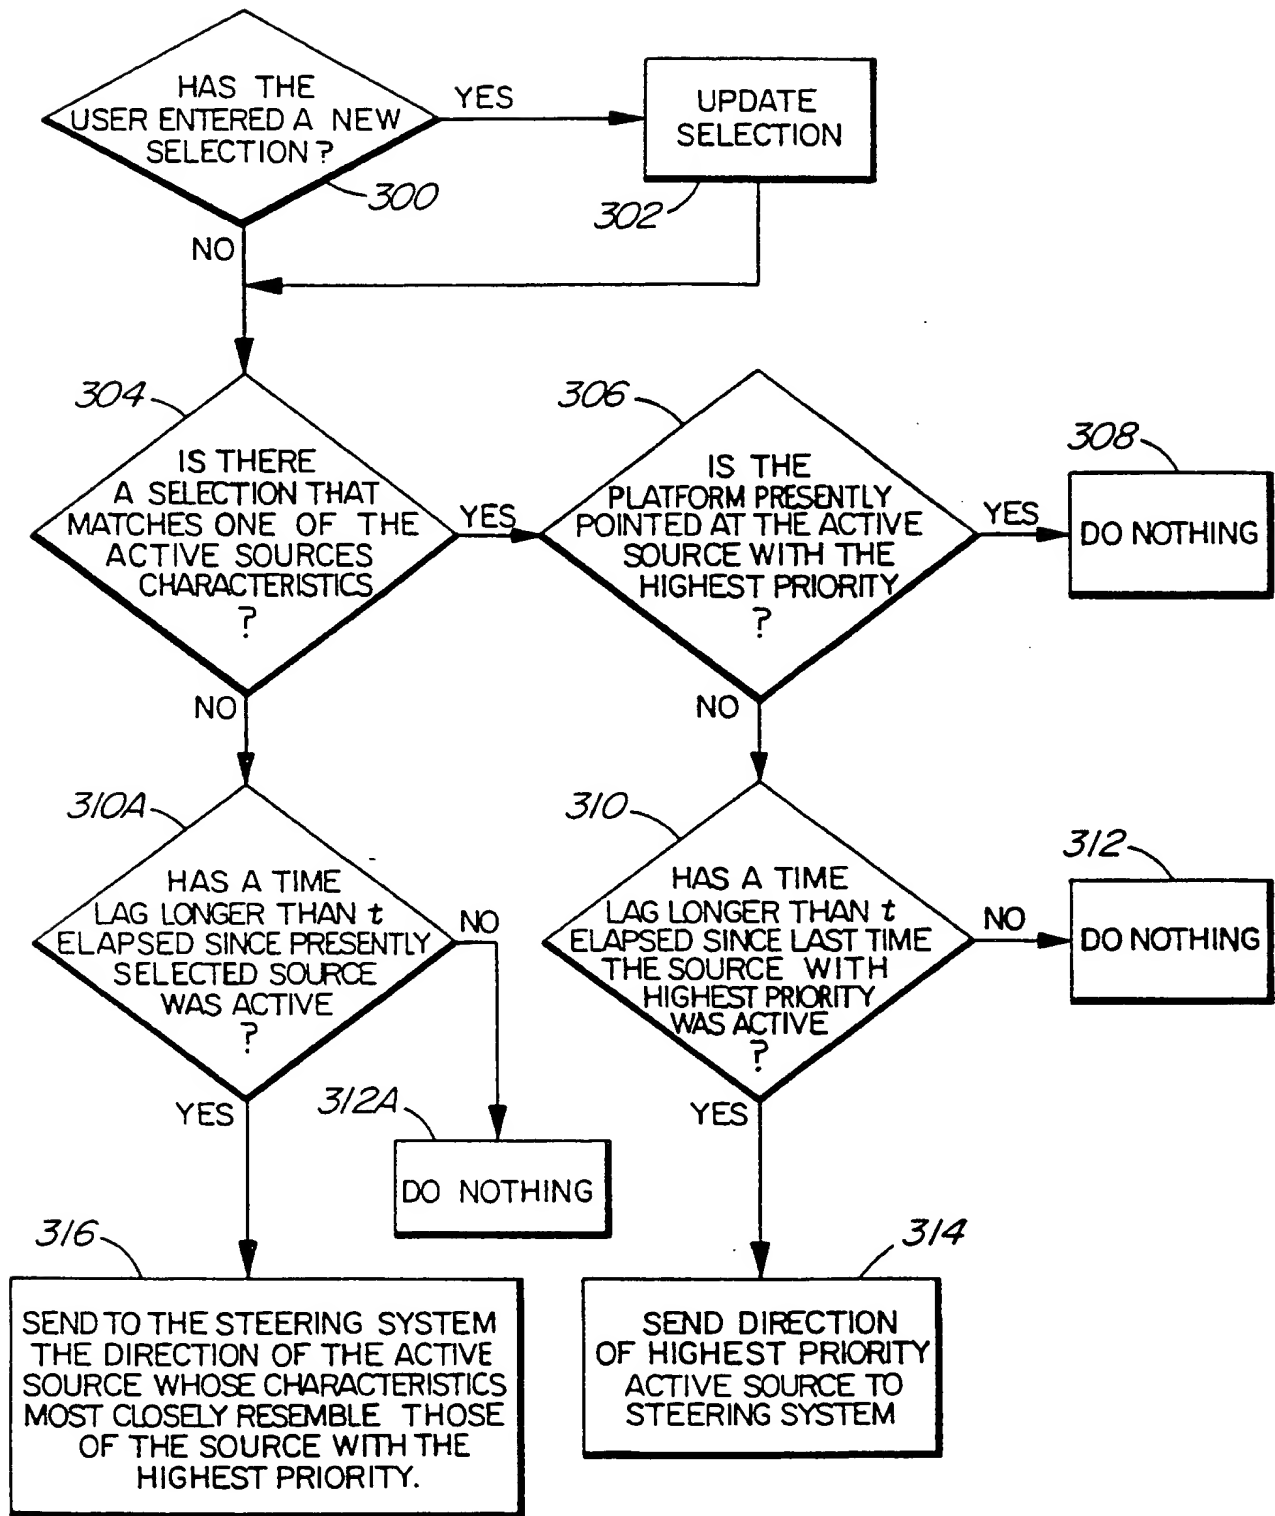 HAS THE
USER ENTERED A NEW
SELECTION?
300
YES
UPDATE
SELECTION
302
NO
304
IS THERE
A SELECTION THAT
MATCHES ONE OF THE
ACTIVE SOURCES
CHARACTERISTICS
?
YES
306
IS THE
PLATFORM PRESENTLY
POINTED AT THE ACTIVE
SOURCE WITH THE
HIGHEST PRIORITY
?
YES
308
DO NOTHING
NO
NO
310A
HAS A TIME
LAG LONGER THAN t
ELAPSED SINCE PRESENTLY
SELECTED SOURCE
WAS ACTIVE
?
NO
312A
DO NOTHING
YES
310
HAS A TIME
LAG LONGER THAN t
ELAPSED SINCE LAST TIME
THE SOURCE WITH
HIGHEST PRIORITY
WAS ACTIVE
?
NO
312
DO NOTHING
YES
316
SEND TO THE STEERING SYSTEM
THE DIRECTION OF THE ACTIVE
SOURCE WHOSE CHARACTERISTICS
MOST CLOSELY RESEMBLE THOSE
OF THE SOURCE WITH THE
HIGHEST PRIORITY.
314
SEND DIRECTION
OF HIGHEST PRIORITY
ACTIVE SOURCE TO
STEERING SYSTEM